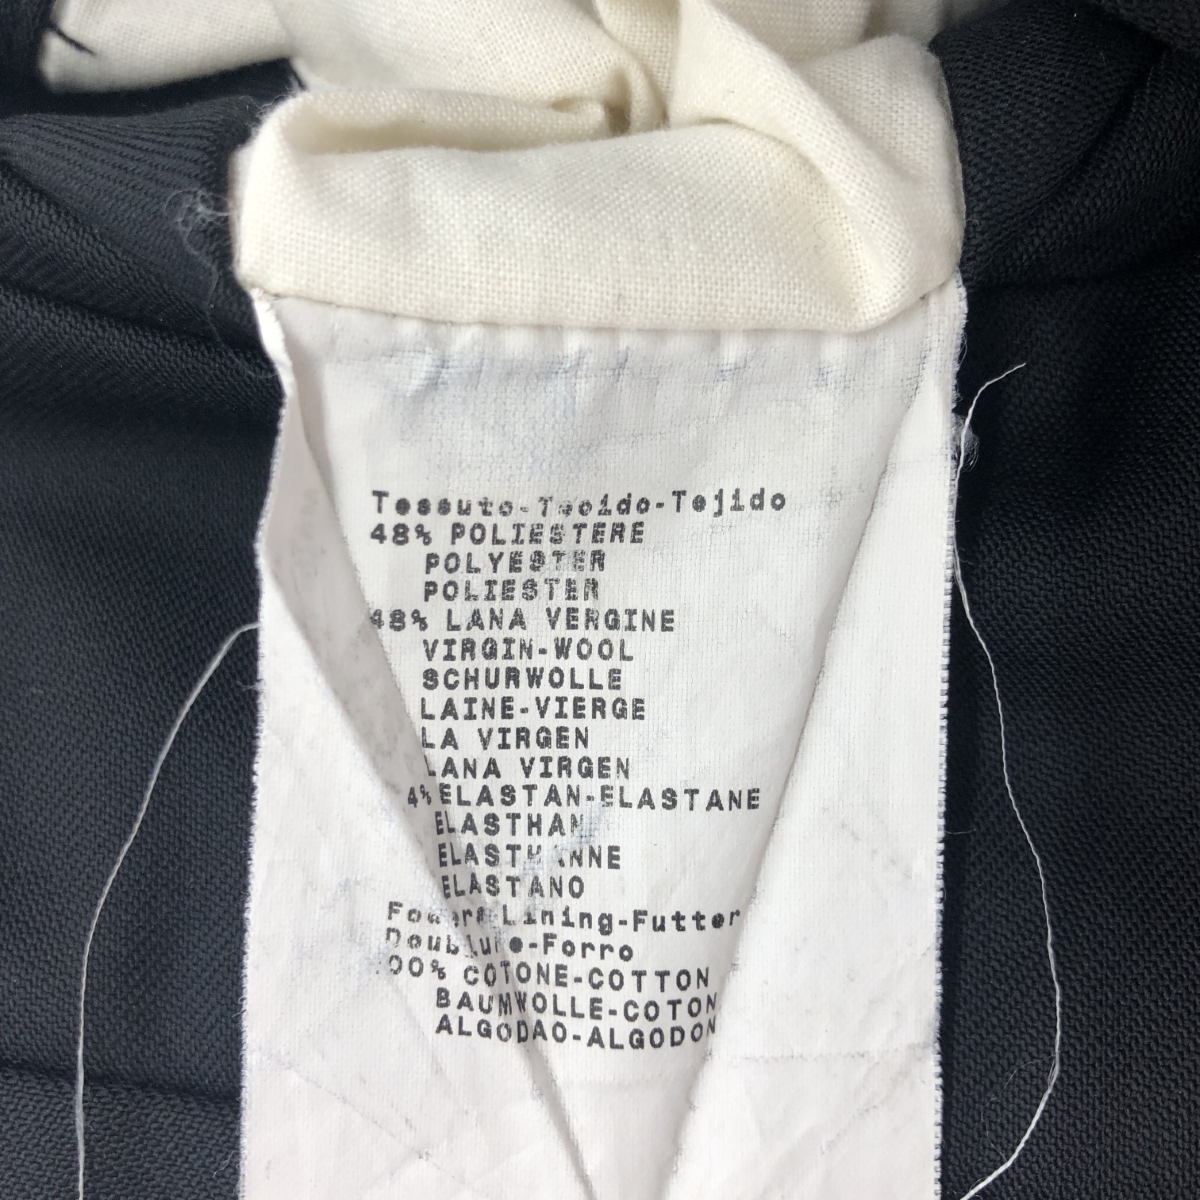 Tessuto-Tecido-Tejido
48% POLIESTERE
POLYESTER
POLIESTER
48% LANA VERGINE
VIRGIN-WOOL
SCHURWOLLE
LAINE-VIERGE
LA VIRGEN
LANA VIRGEN
4% ELASTAN-ELASTANE
ELASTHAN
ELASTHANNE
ELASTANO
Fodera-Lining-Futter
Doublure-Forro
100% COTONE-COTTON
BAUMWOLLE-COTON
ALGODAO-ALGODON